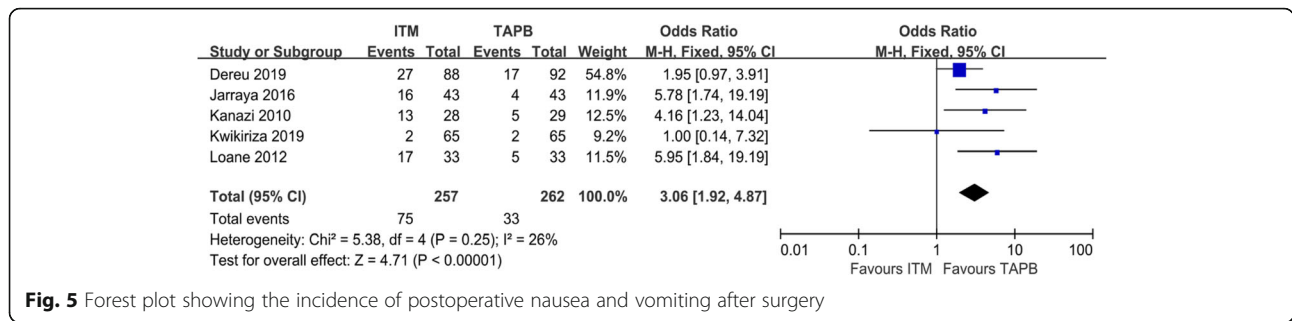 ITM TAPB Odds Ratio Odds Ratio
Study or Subgroup Events Total Events Total Weight M-H, Fixed, 95% CI M-H, Fixed, 95% CI
Dereu 2019 27 88 17 92 54.8% 1.95 [0.97, 3.91]
Jarraya 2016 16 43 4 43 11.9% 5.78 [1.74, 19.19]
Kanazi 2010 13 28 5 29 12.5% 4.16 [1.23, 14.04]
Kwikiriza 2019 2 65 2 65 9.2% 1.00 [0.14, 7.32]
Loane 2012 17 33 5 33 11.5% 5.95 [1.84, 19.19]
Total (95% CI) 257 262 100.0% 3.06 [1.92, 4.87]
Total events 75 33
Heterogeneity: Chi² = 5.38, df = 4 (P = 0.25); I² = 26%
Test for overall effect: Z = 4.71 (P < 0.00001)
0.01 0.1 1 10 100
Favours ITM Favours TAPB
Fig. 5 Forest plot showing the incidence of postoperative nausea and vomiting after surgery